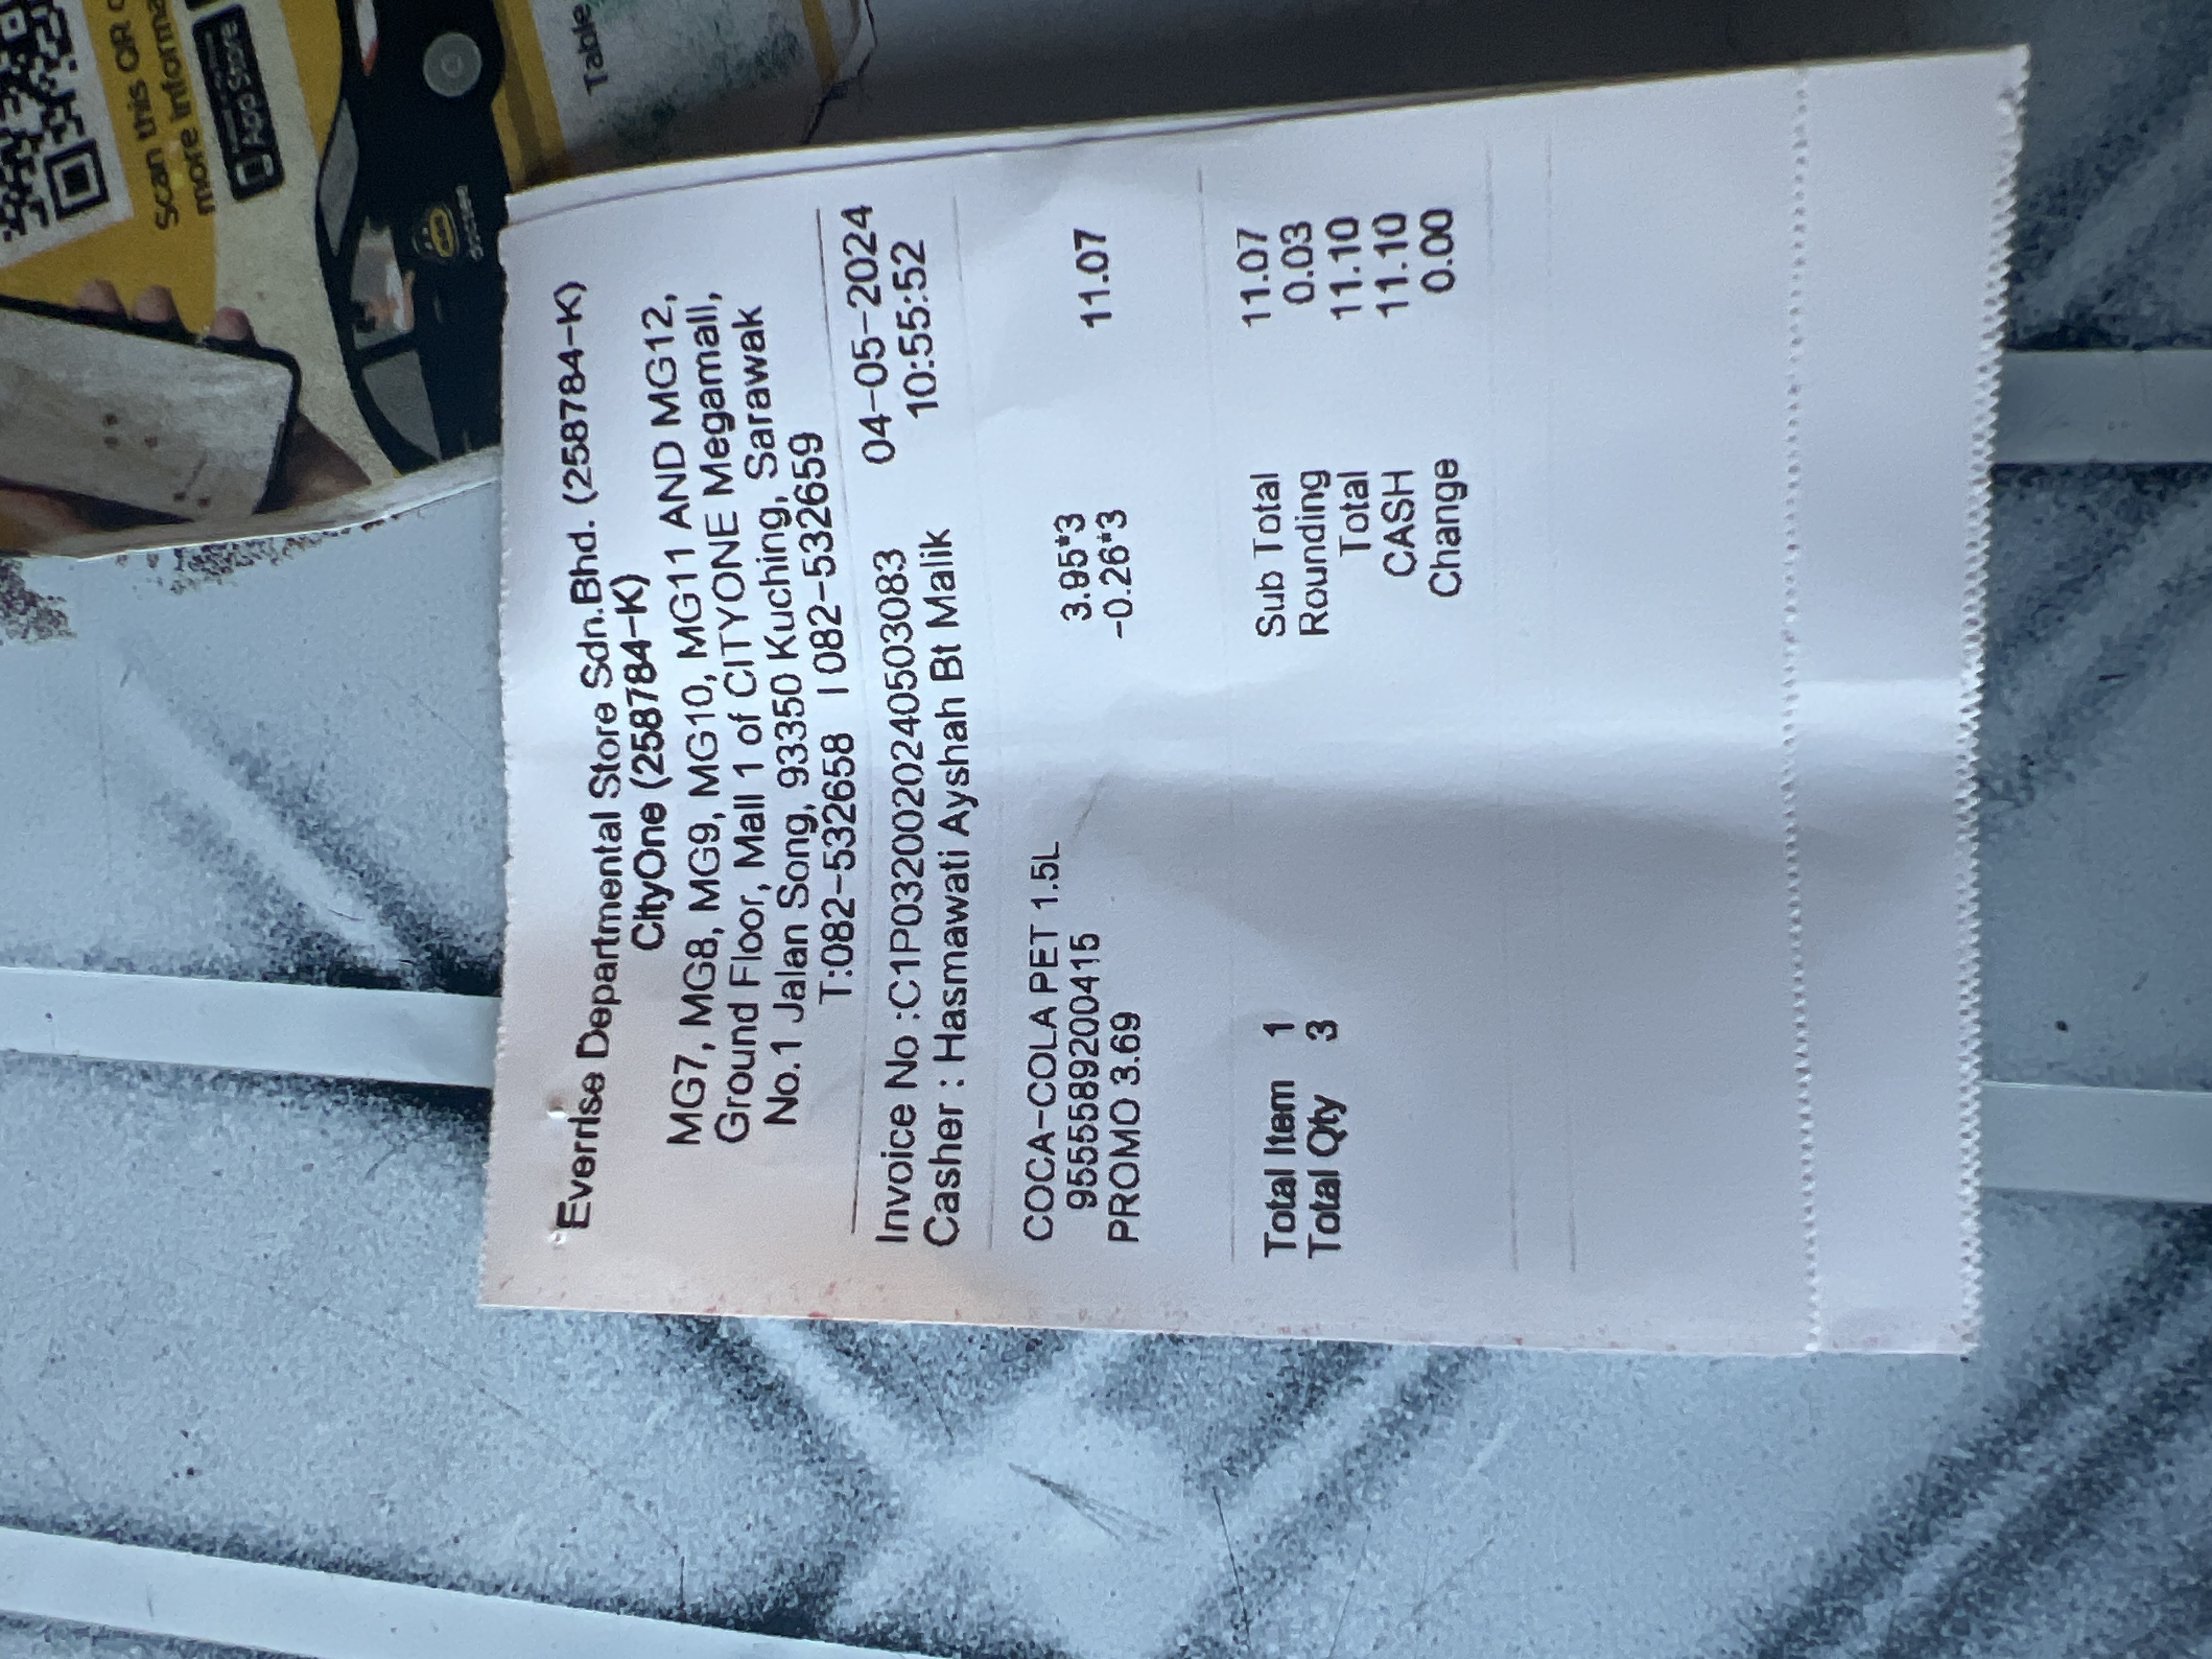 Scan this QR
more informa
App Store
docsee
Table
Everrise Departmental Store Sdn.Bhd. (258784-K)
CityOne (258784-K)
MG7, MG8, MG9, MG10, MG11 AND MG12,
Ground Floor, Mall 1 of CITYONE Megamall,
No.1 Jalan Song, 93350 Kuching, Sarawak
T:082-532658 | 082-532659
Invoice No :C1P0320020240503083 04-05-2024
Casher : Hasmawati Ayshah Bt Malik 10:55:52
COCA-COLA PET 1.5L
9555589200415 3.95*3
PROMO 3.69 -0.26*3 11.07
Total Item 1 Sub Total 11.07
Total Qty 3 Rounding 0.03
Total 11.10
CASH 11.10
Change 0.00